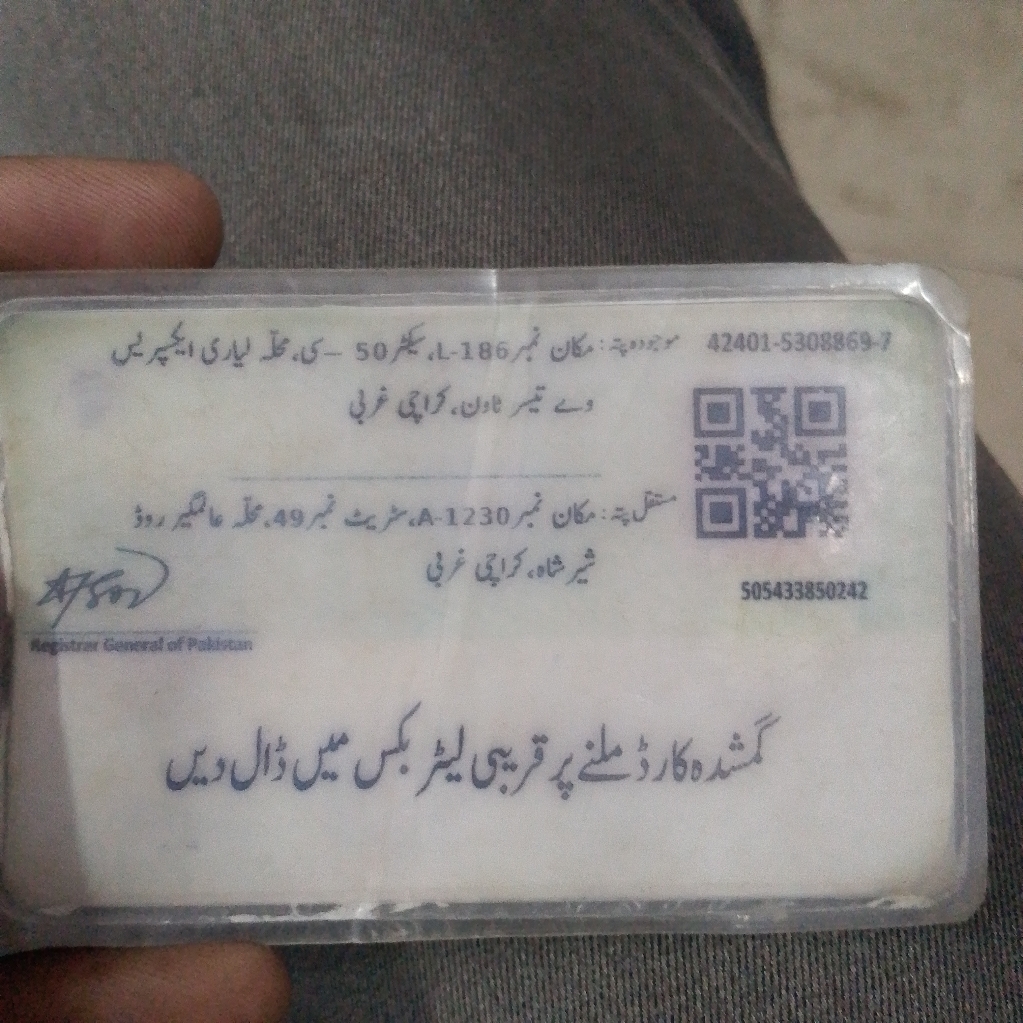 42401-5308869-7
موجودہ پتہ: مکان نمبر L-186، سیکٹر 50 –سی، محلہ لیاری ایکسپریس
وے تیسر ٹاؤن، کراچی غربی
مستقل پتہ: مکان نمبر A-1230، سٹریٹ نمبر 49، محلہ عالمگیر روڈ
شیر شاہ، کراچی غربی
505433850242
Registrar General of Pakistan
گمشدہ کارڈ ملنے پر قریبی لیٹر بکس میں ڈال دیں